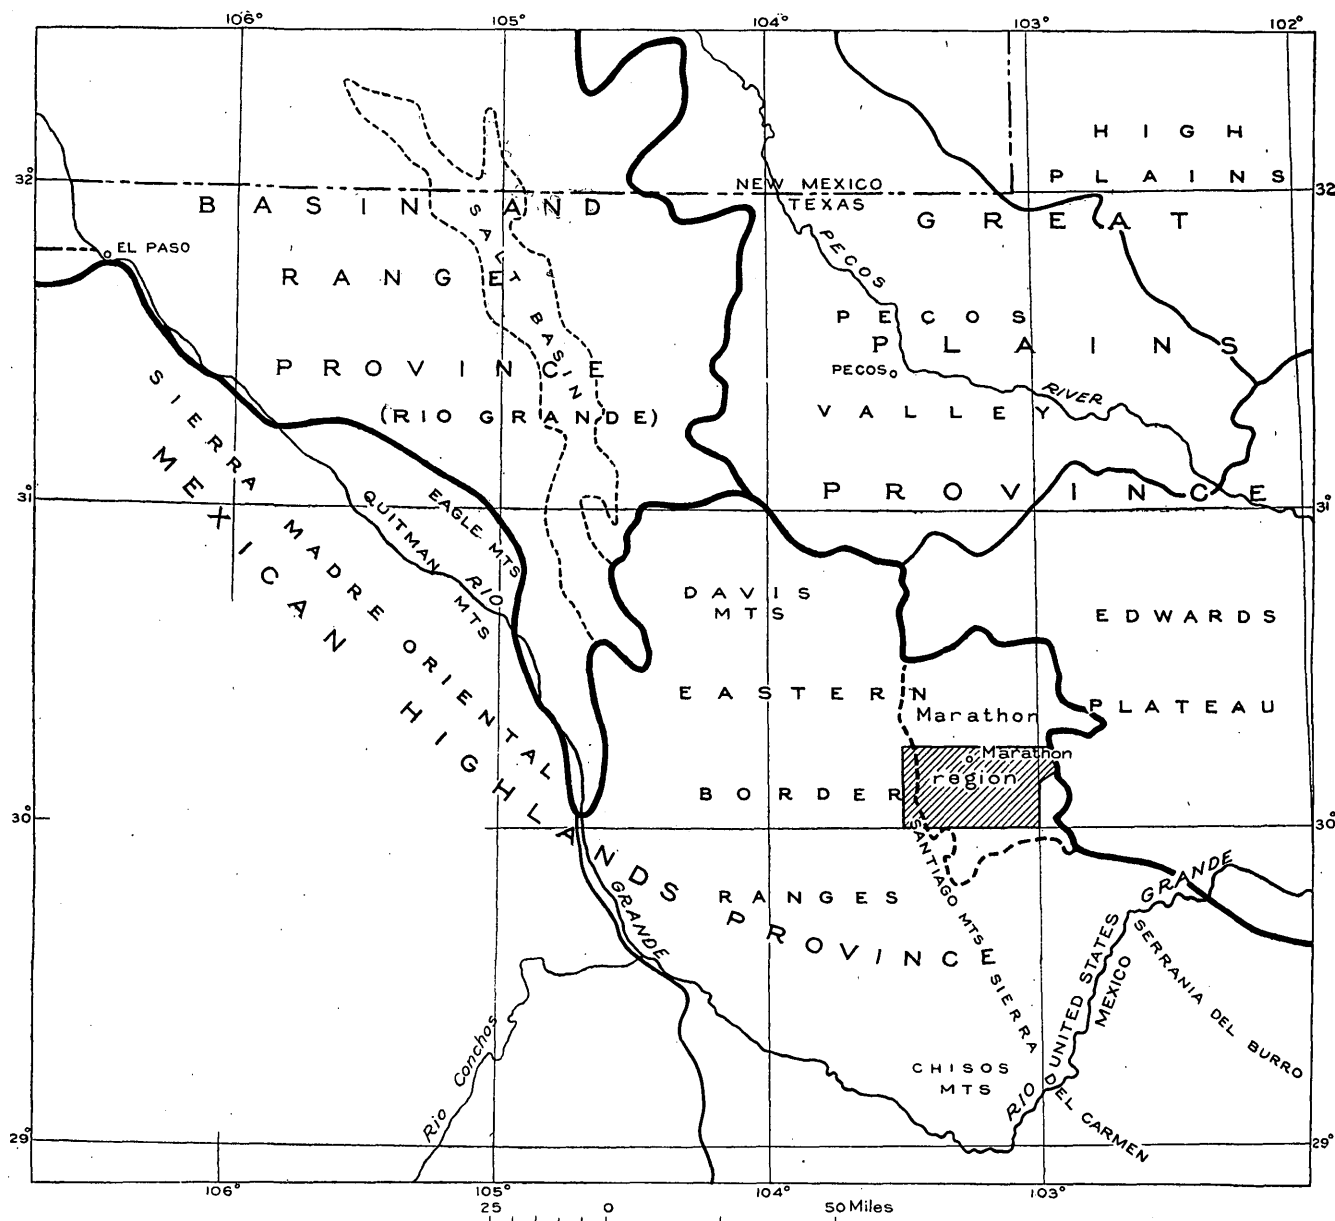 106° 105° 104° 103° 102°
HIGH
PLAINS
32° 32°
NEW MEXICO
TEXAS
BASIN AND
GREAT
EL PASO
SALT BASIN
PECOS
RANGE
PECOS
PLAINS
PROVINCE
PECOS
RIVER
(RIO GRANDE)
VALLEY
SIERRA MADRE ORIENTAL
MEXICAN HIGHLANDS PROVINCE
31° 31°
PROVINCE
EAGLE MTS
QUITMAN
MTS
RIO
GRANDE
DAVIS
MTS
EDWARDS
EASTERN
PLATEAU
Marathon
Marathon
region
BORDER
30° 30°
SANTIAGO MTS
SIERRA
DEL CARMEN
RANGES
GRANDE
UNITED STATES
MEXICO
SERRANIA DEL BURRO
Rio Conchos
CHISOS
MTS
RIO
29° 29°
106° 105° 104° 103°
25 0 50 Miles